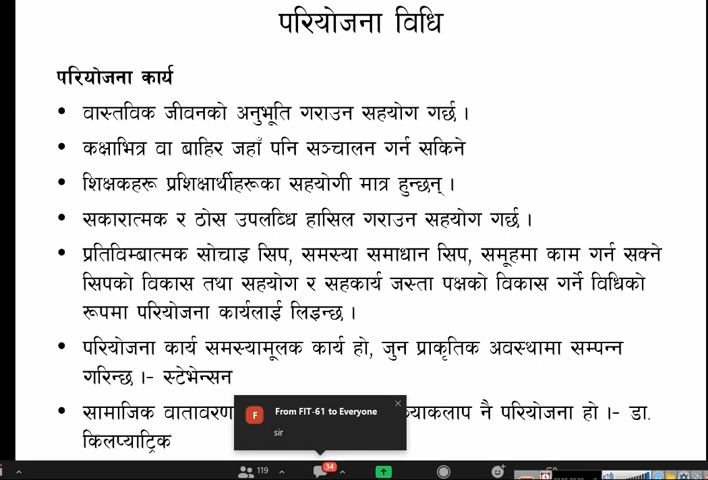 परियोजना विधि
परियोजना कार्य
• वास्तविक जीवनको अनुभूति गराउन सहयोग गर्छ ।
• कक्षाभित्र वा बाहिर जहाँ पनि सञ्चालन गर्न सकिने
• शिक्षकहरू प्रशिक्षार्थीहरूका सहयोगी मात्र हुन्छन् ।
• सकारात्मक र ठोस उपलब्धि हासिल गराउन सहयोग गर्छ ।
• प्रतिविम्बात्मक सोचाइ सिप, समस्या समाधान सिप, समूहमा काम गर्न सक्ने
सिपको विकास तथा सहयोग र सहकार्य जस्ता पक्षको विकास गर्ने विधिको
रूपमा परियोजना कार्यलाई लिइन्छ ।
• परियोजना कार्य समस्यामूलक कार्य हो, जुन प्राकृतिक अवस्थामा सम्पन्न
गरिन्छ ।- स्टेभेन्सन
• सामाजिक वातावरण नै परियोजना हो ।- डा.
किलप्याट्रिक
F From FIT-61 to Everyone
sir
119
34